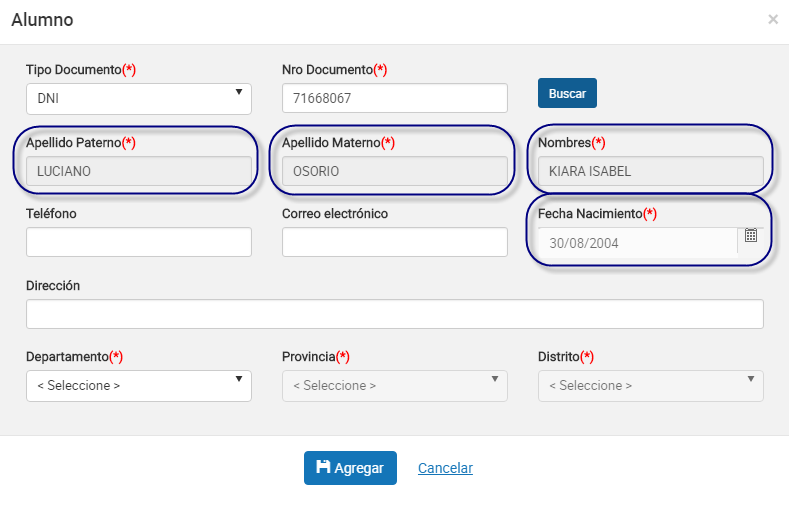 Alumno ×
Tipo Documento(*) Nro Documento(*)
DNI 71668067 Buscar
Apellido Paterno(*) Apellido Materno(*) Nombres(*)
LUCIANO OSORIO KIARA ISABEL
Teléfono Correo electrónico Fecha Nacimiento(*)
30/08/2004
Dirección
Departamento(*) Provincia(*) Distrito(*)
< Seleccione > < Seleccione > < Seleccione >
Agregar Cancelar